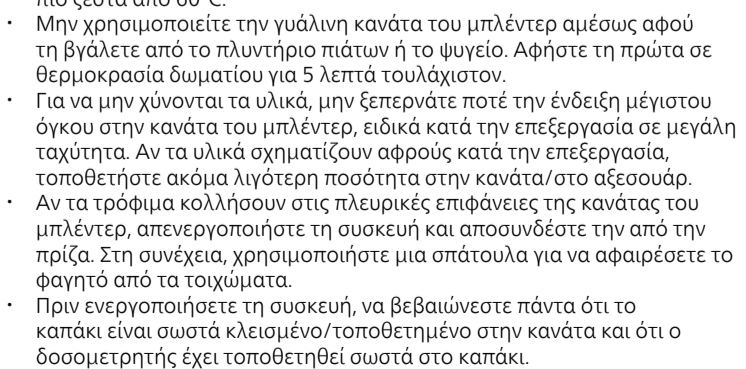 πιο ζεστά από 60°C.
• Μην χρησιμοποιείτε την γυάλινη κανάτα του μπλέντερ αμέσως αφού
τη βγάλετε από το πλυντήριο πιάτων ή το ψυγείο. Αφήστε τη πρώτα σε
θερμοκρασία δωματίου για 5 λεπτά τουλάχιστον.
• Για να μην χύνονται τα υλικά, μην ξεπερνάτε ποτέ την ένδειξη μέγιστου
όγκου στην κανάτα του μπλέντερ, ειδικά κατά την επεξεργασία σε μεγάλη
ταχύτητα. Αν τα υλικά σχηματίζουν αφρούς κατά την επεξεργασία,
τοποθετήστε ακόμα λιγότερη ποσότητα στην κανάτα/στο αξεσουάρ.
• Αν τα τρόφιμα κολλήσουν στις πλευρικές επιφάνειες της κανάτας του
μπλέντερ, απενεργοποιήστε τη συσκευή και αποσυνδέστε την από την
πρίζα. Στη συνέχεια, χρησιμοποιήστε μια σπάτουλα για να αφαιρέσετε το
φαγητό από τα τοιχώματα.
• Πριν ενεργοποιήσετε τη συσκευή, να βεβαιώνεστε πάντα ότι το
καπάκι είναι σωστά κλεισμένο/τοποθετημένο στην κανάτα και ότι ο
δοσομετρητής έχει τοποθετηθεί σωστά στο καπάκι.